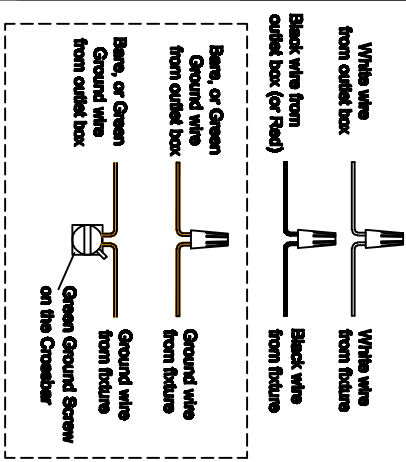 White wire
from outlet box
White wire
from fixture
Black wire from
outlet box (or Red)
Black wire
from fixture
Bare, or Green
Ground wire
from outlet box
Ground wire
from fixture
Bare, or Green
Ground wire
from outlet box
Ground wire
from fixture
Green Ground Screw
on the Crossbar